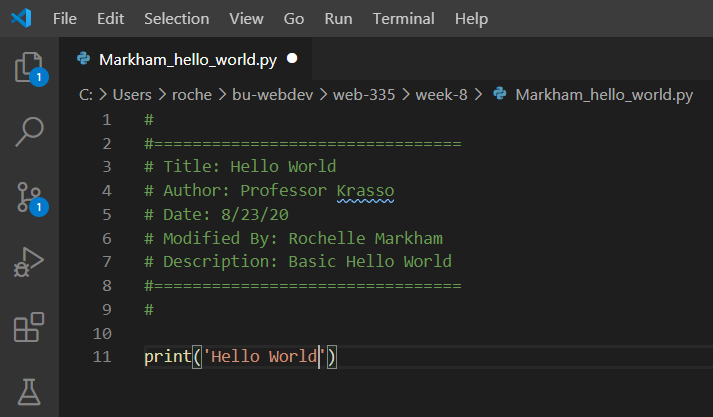 File Edit Selection View Go Run Terminal Help
Markham_hello_world.py
C: > Users > roche > bu-webdev > web-335 > week-8 > Markham_hello_world.py
1 #
2 #================================
3 # Title: Hello World
4 # Author: Professor Krasso
5 # Date: 8/23/20
6 # Modified By: Rochelle Markham
7 # Description: Basic Hello World
8 #================================
9 #
10
11 print('Hello World')
1
1